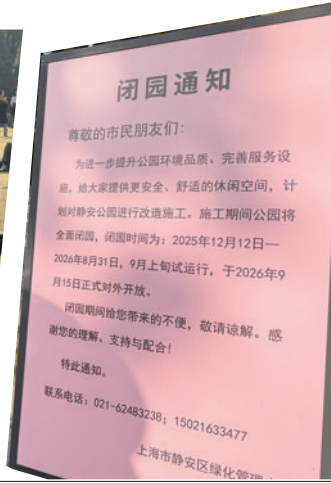 闭园通知
尊敬的市民朋友们：
为进一步提升公园环境品质、完善服务设
施，给大家提供更安全、舒适的休闲空间，计
划对静安公园进行改造施工。施工期间公园将
全面闭园，闭园时间为：2025年12月12日—
2026年8月31日，9月上旬试运行，于2026年9
月15日正式对外开放。
闭园期间给您带来的不便，敬请谅解。感
谢您的理解、支持与配合！
特此通知。
联系电话：021-62483238；15021633477
上海市静安区绿化管理